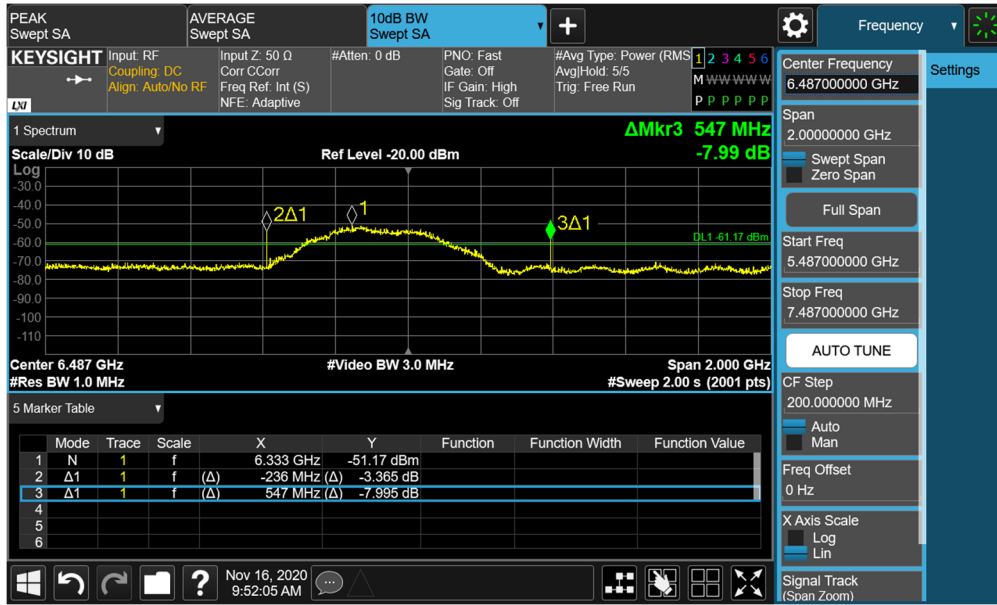 PEAK
Swept SA
AVERAGE
Swept SA
10dB BW
Swept SA
+
Frequency
KEYSIGHT
LXI
Input: RF
Coupling: DC
Align: Auto/No RF
Input Z: 50 Ω
Corr CCorr
Freq Ref: Int (S)
NFE: Adaptive
#Atten: 0 dB
PNO: Fast
Gate: Off
IF Gain: High
Sig Track: Off
#Avg Type: Power (RMS
Avg|Hold: 5/5
Trig: Free Run
1 2 3 4 5 6
M W W W W W
P P P P P P
1 Spectrum
Scale/Div 10 dB
Ref Level -20.00 dBm
ΔMkr3 547 MHz
-7.99 dB
Log
-30.0
-40.0
-50.0
-60.0
-70.0
-80.0
-90.0
-100
-110
2Δ1
1
3Δ1
DL1 -61.17 dBm
Center 6.487 GHz
#Video BW 3.0 MHz
Span 2.000 GHz
#Res BW 1.0 MHz
#Sweep 2.00 s (2001 pts)
5 Marker Table
Mode Trace Scale X Y Function Function Width Function Value
1 N 1 f 6.333 GHz -51.17 dBm
2 Δ1 1 f (Δ) -236 MHz (Δ) -3.365 dB
3 Δ1 1 f (Δ) 547 MHz (Δ) -7.995 dB
4
5
6
?
Nov 16, 2020
9:52:05 AM
Center Frequency
6.487000000 GHz
Span
2.00000000 GHz
Swept Span
Zero Span
Full Span
Start Freq
5.487000000 GHz
Stop Freq
7.487000000 GHz
AUTO TUNE
CF Step
200.000000 MHz
Auto
Man
Freq Offset
0 Hz
X Axis Scale
Log
Lin
Signal Track
(Span Zoom)
Settings